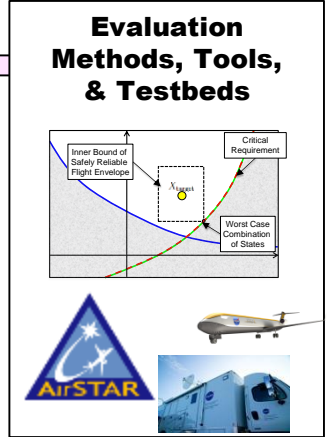 Evaluation
Methods, Tools,
& Testbeds
Inner Bound of
Safely Reliable
Flight Envelope
Critical
Requirement
X_target
Worst Case
Combination
of States
AirSTAR